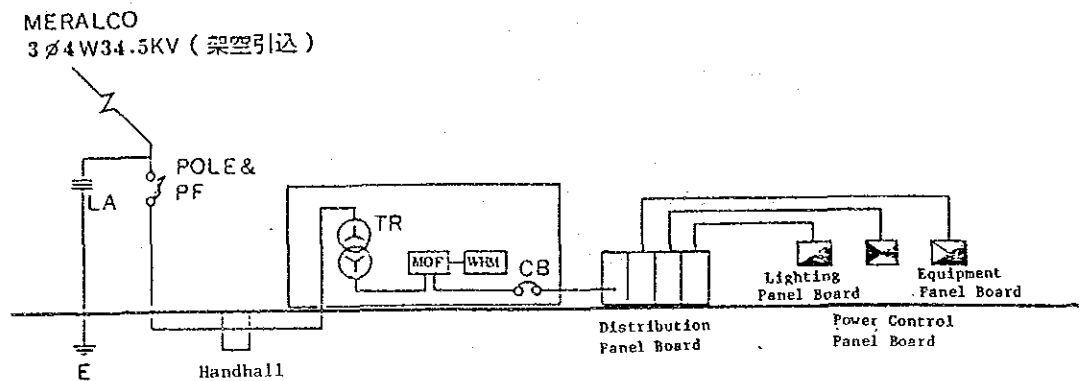 MERALCO
3φ4W34.5KV (架空引込)
POLE&
PF
LA
TR
MOF
WHM
CB
Lighting
Panel Board
Equipment
Panel Board
Distribution
Panel Board
Power Control
Panel Board
E
Handhall